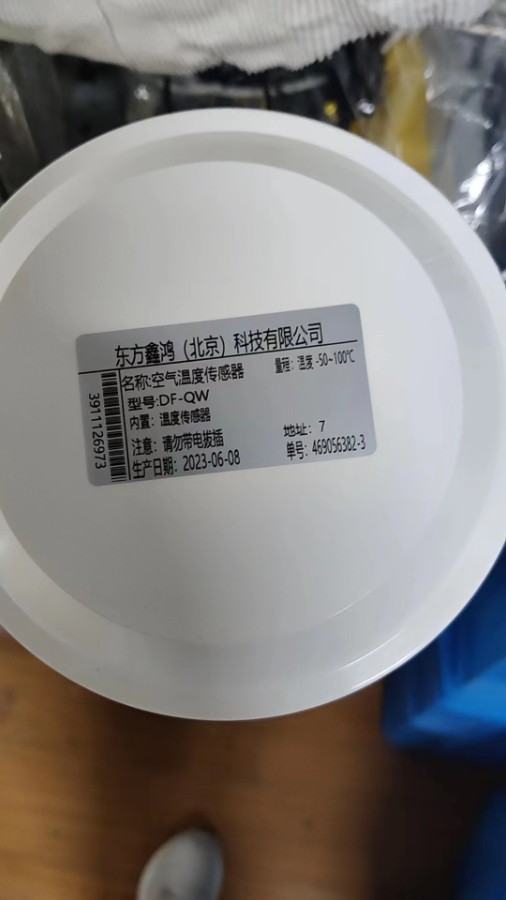 东方鑫鸿（北京）科技有限公司
名称:空气温度传感器
量程：温度 -50~100℃
型号:DF-QW
内置：温度传感器
地址：7
注意：请勿带电拔插
单号：469056382-3
生产日期：2023-06-08
3911126973